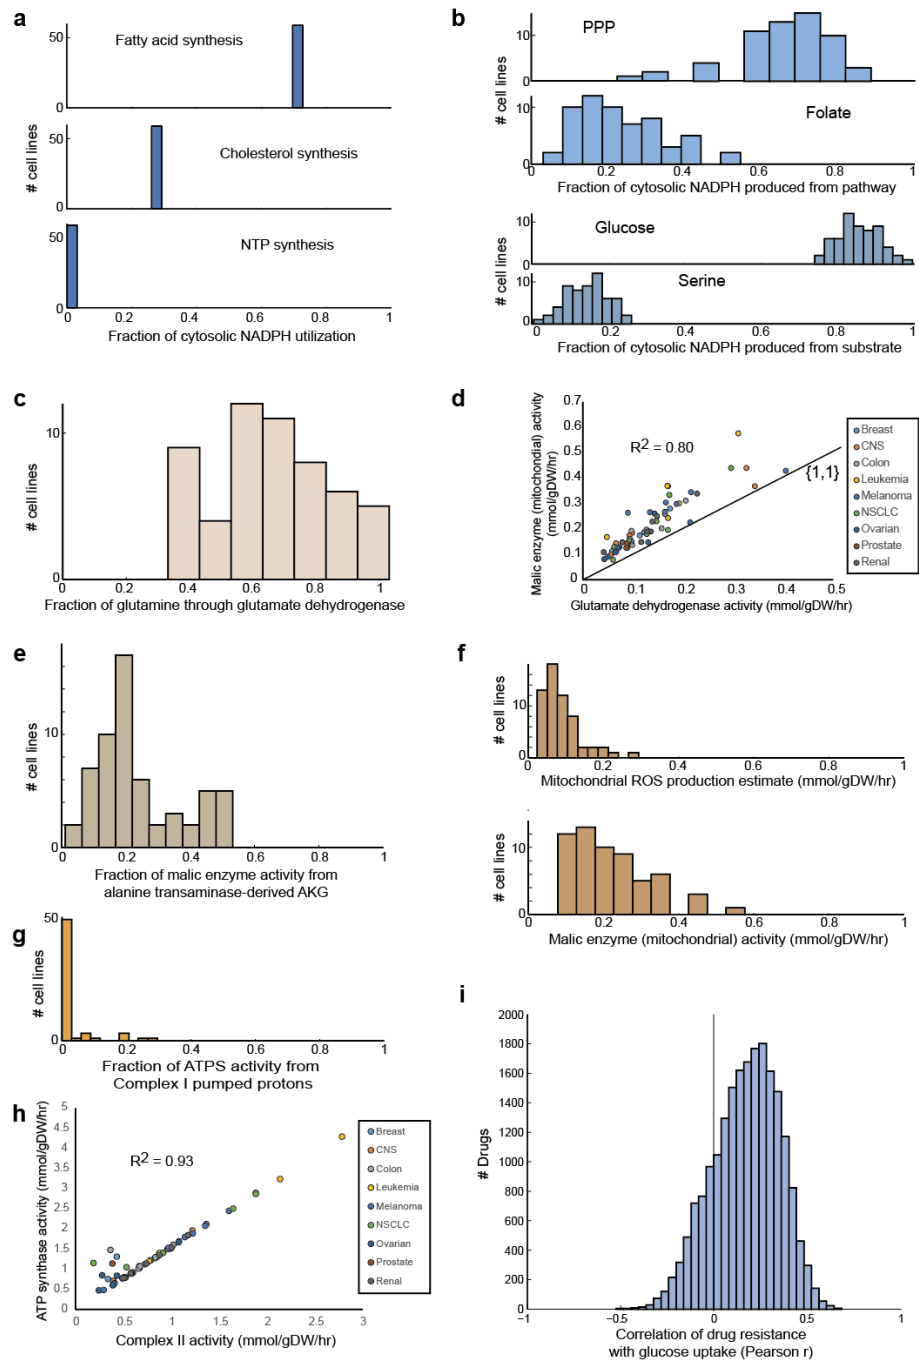 a
50
Fatty acid synthesis
0
50
Cholesterol synthesis
0
# cell lines
50
NTP synthesis
0
0 0.2 0.4 0.6 0.8 1
Fraction of cytosolic NADPH utilization
b
10
PPP
0
10
Folate
0
# cell lines
0.2 0.4 0.6 0.8 1
Fraction of cytosolic NADPH produced from pathway
10
Glucose
0
10
Serine
0
# cell lines
0 0.2 0.4 0.6 0.8 1
Fraction of cytosolic NADPH produced from substrate
c
10
# cell lines
0
0 0.2 0.4 0.6 0.8 1
Fraction of glutamine through glutamate dehydrogenase
d
Malic enzyme (mitochondrial) activity
(mmol/gDW/hr)
0.7
0.6
0.5
0.4
0.3
0.2
0.1
0
R2 = 0.80
{1,1}
0 0.1 0.2 0.3 0.4 0.5
Glutamate dehydrogenase activity (mmol/gDW/hr)
Breast
CNS
Colon
Leukemia
Melanoma
NSCLC
Ovarian
Prostate
Renal
e
# cell lines
10
0
0 0.2 0.4 0.6 0.8 1
Fraction of malic enzyme activity from
alanine transaminase-derived AKG
f
# cell lines
10
0
0 0.2 0.4 0.6 0.8 1
Mitochondrial ROS production estimate (mmol/gDW/hr)
# cell lines
10
0
0 0.2 0.4 0.6 0.8 1
Malic enzyme (mitochondrial) activity (mmol/gDW/hr)
g
50
# cell lines
0
0 0.2 0.4 0.6 0.8 1
Fraction of ATPS activity from
Complex I pumped protons
h
ATP synthase activity (mmol/gDW/hr)
5
4.5
4
3.5
3
2.5
2
1.5
1
0.5
0
R2 = 0.93
0 0.5 1 1.5 2 2.5 3
Complex II activity (mmol/gDW/hr)
Breast
CNS
Colon
Leukemia
Melanoma
NSCLC
Ovarian
Prostate
Renal
i
# Drugs
2000
1800
1600
1400
1200
1000
800
600
400
200
0
−1 −0.5 0 0.5 1
Correlation of drug resistance
with glucose uptake (Pearson r)